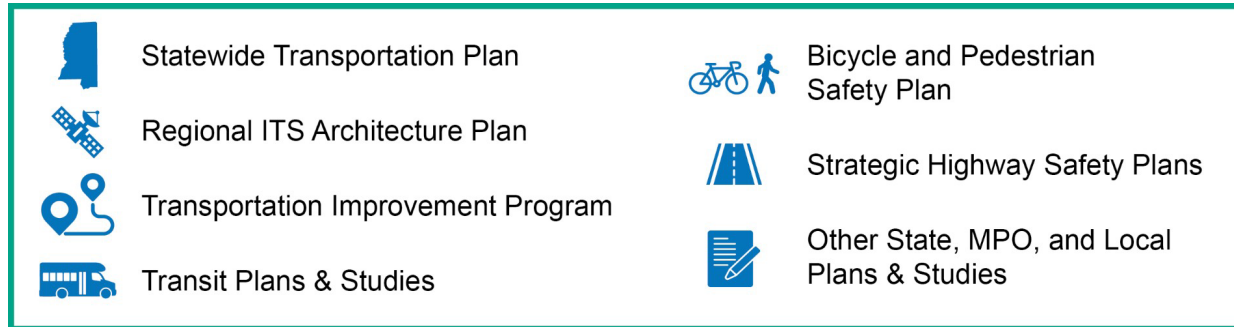 Statewide Transportation Plan
Regional ITS Architecture Plan
Transportation Improvement Program
Transit Plans & Studies
Bicycle and Pedestrian
Safety Plan
Strategic Highway Safety Plans
Other State, MPO, and Local
Plans & Studies